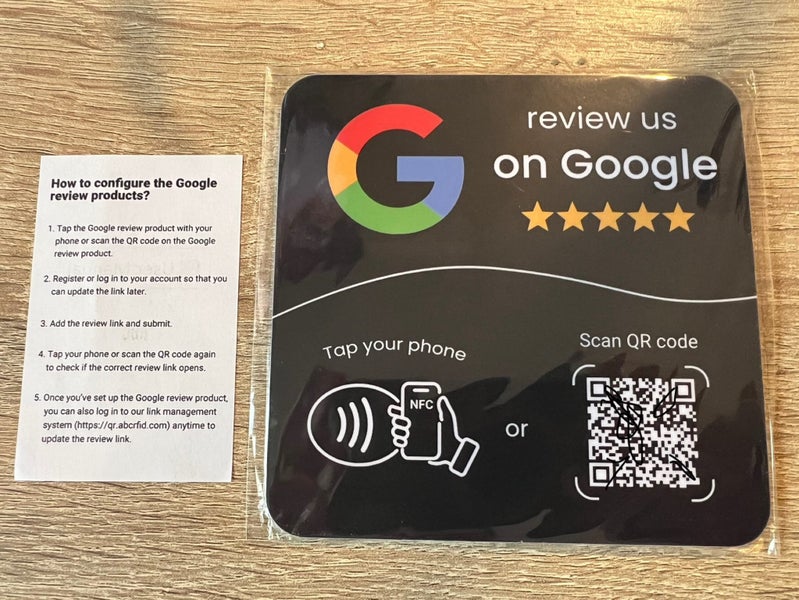 How to configure the Google
review products?
1. Tap the Google review product with your
phone or scan the QR code on the Google
review product.
2. Register or log in to your account so that you
can update the link later.
3. Add the review link and submit.
4. Tap your phone or scan the QR code again
to check if the correct review link opens.
5. Once you've set up the Google review product,
you can also log in to our link management
system (https://qr.abcrfid.com) anytime to
update the review link.
G
review us
on Google
Tap your phone
NFC
or
Scan QR code